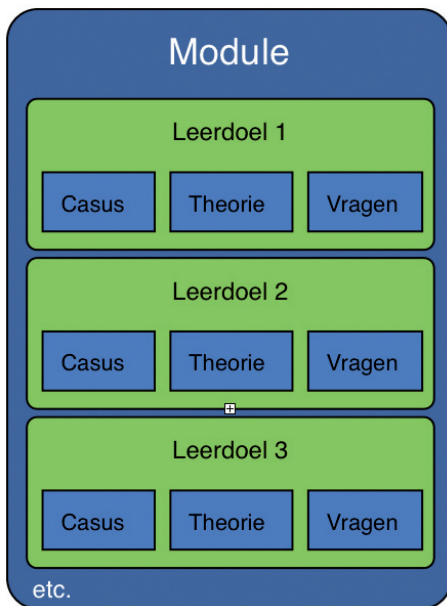 Module
Leerdoel 1
Casus Theorie Vragen
Leerdoel 2
Casus Theorie Vragen
Leerdoel 3
Casus Theorie Vragen
etc.